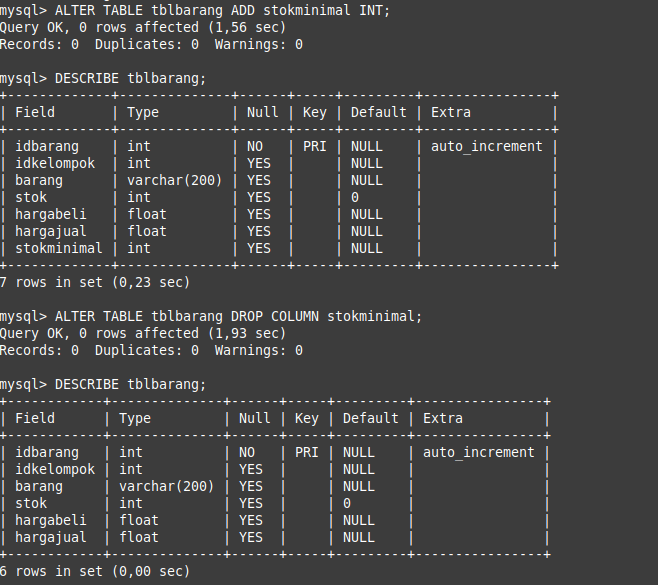 mysql> ALTER TABLE tblbarang ADD stokminimal INT;
Query OK, 0 rows affected (1,56 sec)
Records: 0  Duplicates: 0  Warnings: 0

mysql> DESCRIBE tblbarang;
+-------------+--------------+------+-----+---------+----------------+
| Field       | Type         | Null | Key | Default | Extra          |
+-------------+--------------+------+-----+---------+----------------+
| idbarang    | int          | NO   | PRI | NULL    | auto_increment |
| idkelompok  | int          | YES  |     | NULL    |                |
| barang      | varchar(200) | YES  |     | NULL    |                |
| stok        | int          | YES  |     | 0       |                |
| hargabeli   | float        | YES  |     | NULL    |                |
| hargajual   | float        | YES  |     | NULL    |                |
| stokminimal | int          | YES  |     | NULL    |                |
+-------------+--------------+------+-----+---------+----------------+
7 rows in set (0,23 sec)

mysql> ALTER TABLE tblbarang DROP COLUMN stokminimal;
Query OK, 0 rows affected (1,93 sec)
Records: 0  Duplicates: 0  Warnings: 0

mysql> DESCRIBE tblbarang;
+------------+--------------+------+-----+---------+----------------+
| Field      | Type         | Null | Key | Default | Extra          |
+------------+--------------+------+-----+---------+----------------+
| idbarang   | int          | NO   | PRI | NULL    | auto_increment |
| idkelompok | int          | YES  |     | NULL    |                |
| barang     | varchar(200) | YES  |     | NULL    |                |
| stok       | int          | YES  |     | 0       |                |
| hargabeli  | float        | YES  |     | NULL    |                |
| hargajual  | float        | YES  |     | NULL    |                |
+------------+--------------+------+-----+---------+----------------+
6 rows in set (0,00 sec)